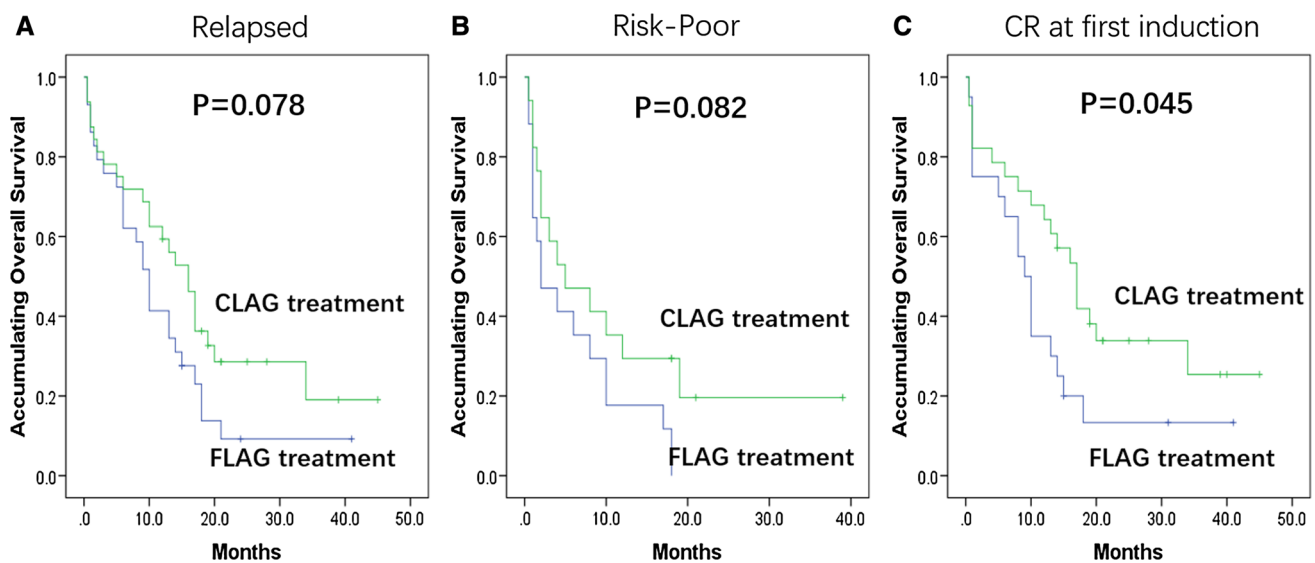 A
Relapsed
P=0.078
CLAG treatment
FLAG treatment
Accumulating Overall Survival
1.0
0.8
0.6
0.4
0.2
0.0
.0 10.0 20.0 30.0 40.0 50.0
Months
B
Risk-Poor
P=0.082
CLAG treatment
FLAG treatment
Accumulating Overall Survival
1.0
0.8
0.6
0.4
0.2
0.0
.0 10.0 20.0 30.0 40.0
Months
C
CR at first induction
P=0.045
CLAG treatment
FLAG treatment
Accumulating Overall Survival
1.0
0.8
0.6
0.4
0.2
0.0
.0 10.0 20.0 30.0 40.0 50.0
Months